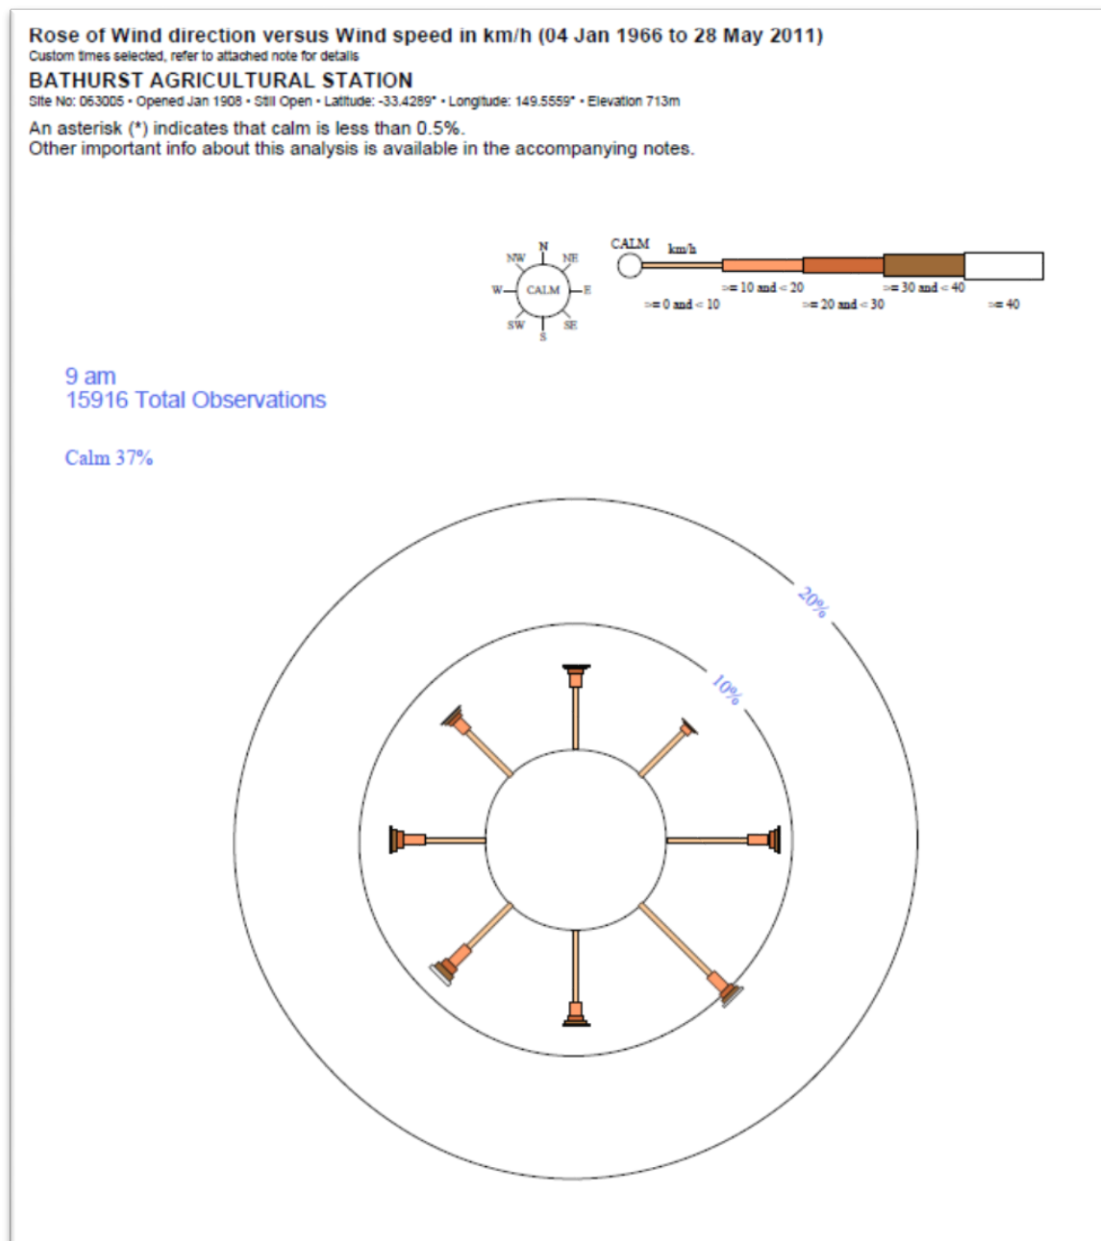 Rose of Wind direction versus Wind speed in km/h (04 Jan 1966 to 28 May 2011)
Custom times selected, refer to attached note for details
BATHURST AGRICULTURAL STATION
Site No: 063005 • Opened Jan 1908 • Still Open • Latitude: -33.4289° • Longitude: 149.5559° • Elevation 713m
An asterisk (*) indicates that calm is less than 0.5%.
Other important info about this analysis is available in the accompanying notes.
N
NW NE
W CALM E
SW SE
S
CALM km/h
>= 10 and < 20 >= 30 and < 40
>= 0 and < 10 >= 20 and < 30 >= 40
9 am
15916 Total Observations
Calm 37%
20%
10%